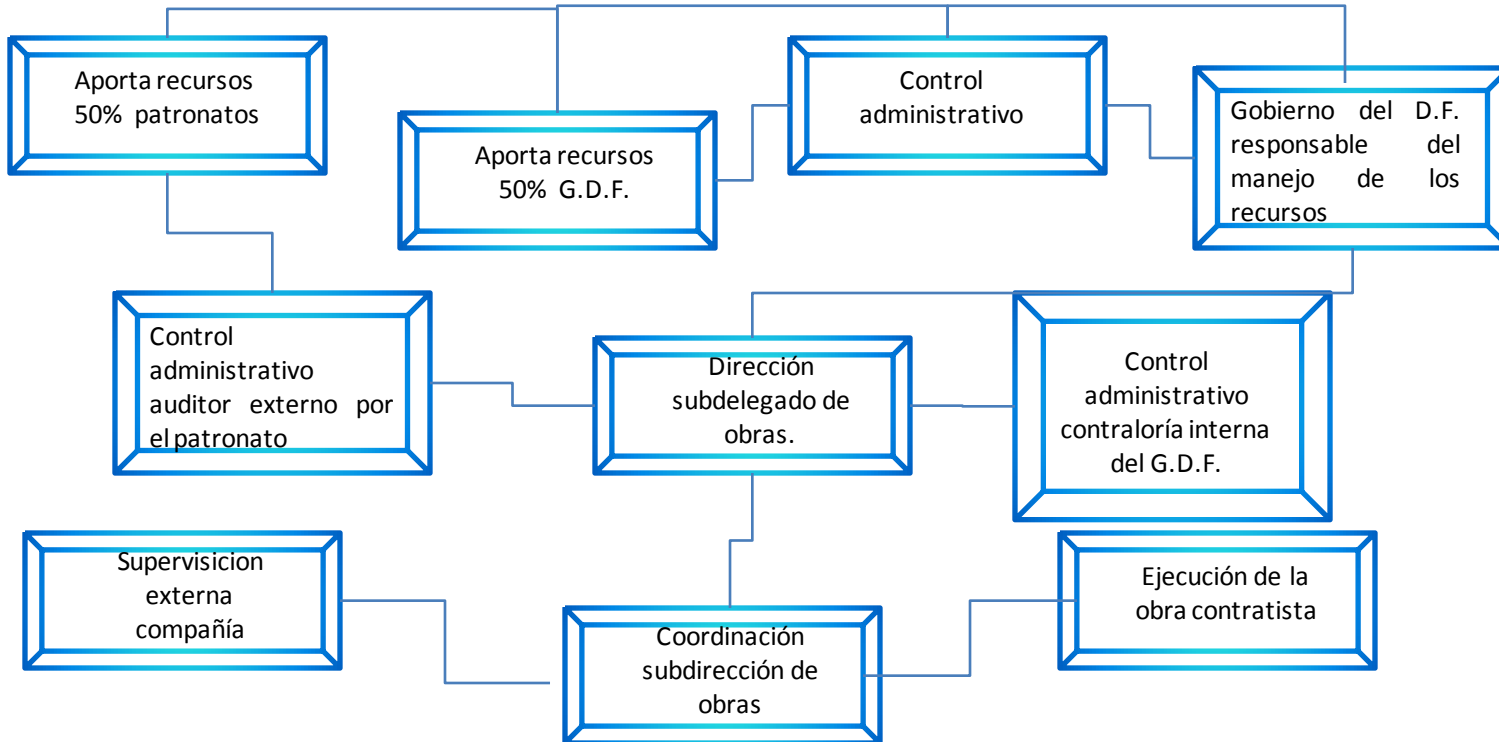 Aporta recursos
50% patronatos
Aporta recursos
50% G.D.F.
Control
administrativo
Gobierno del D.F.
responsable del
manejo de los
recursos
Control
administrativo
auditor externo por
el patronato
Dirección
subdelegado de
obras.
Control
administrativo
contraloría interna
del G.D.F.
Supervisicion
externa
compañía
Coordinación
subdirección de
obras
Ejecución de la
obra contratista